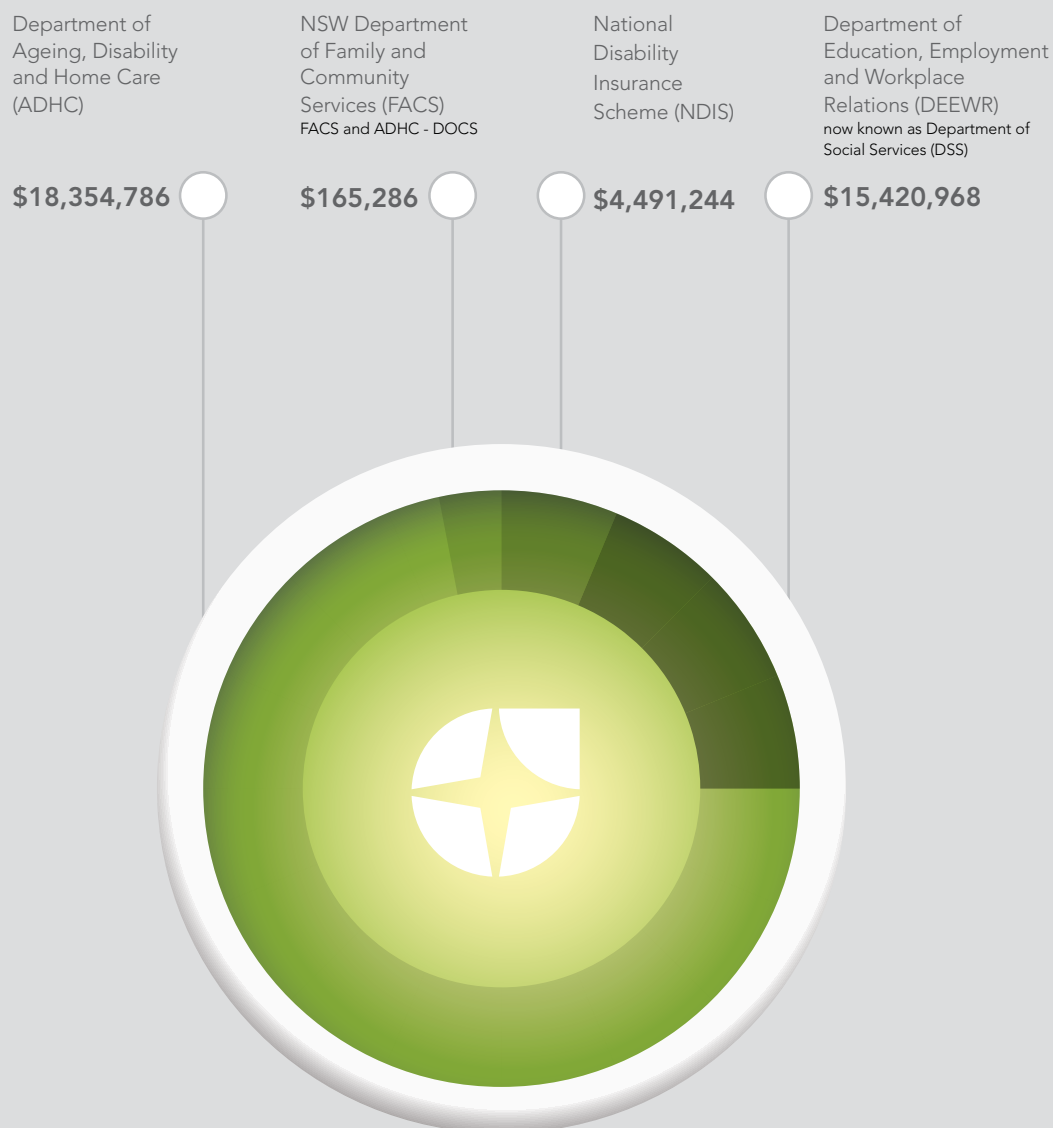 Department of
Ageing, Disability
and Home Care
(ADHC)
$18,354,786
NSW Department
of Family and
Community
Services (FACS)
FACS and ADHC - DOCS
$165,286
National
Disability
Insurance
Scheme (NDIS)
$4,491,244
Department of
Education, Employment
and Workplace
Relations (DEEWR)
now known as Department of
Social Services (DSS)
$15,420,968